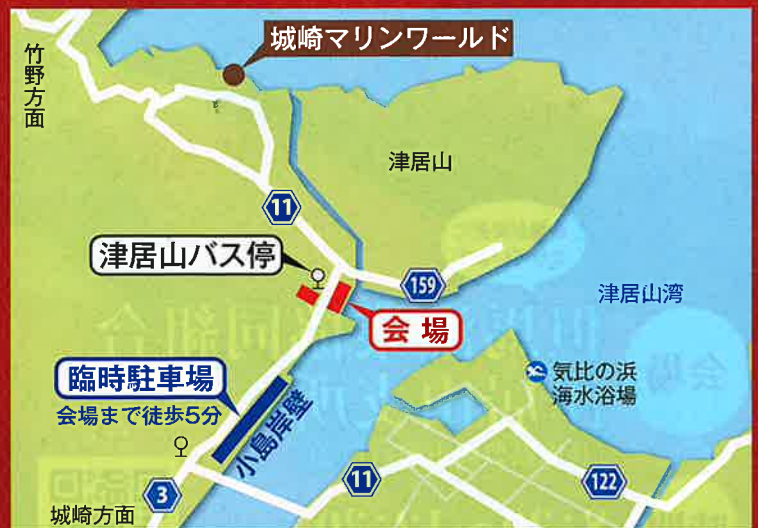 城崎マリンワールド
竹野方面
津居山
11
津居山バス停
159
津居山湾
会場
臨時駐車場
会場まで徒歩5分
小島岸壁
気比の浜
海水浴場
11
122
3
城崎方面